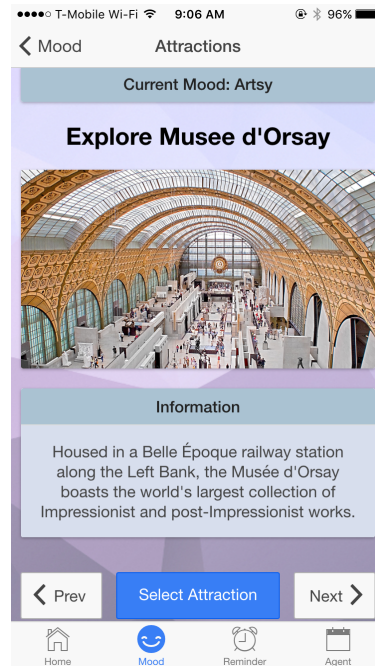 T-Mobile Wi-Fi 9:06 AM 96%
Mood Attractions
Current Mood: Artsy
Explore Musee d'Orsay
Information
Housed in a Belle Époque railway station
along the Left Bank, the Musée d'Orsay
boasts the world's largest collection of
Impressionist and post-Impressionist works.
Prev Select Attraction Next
Home Mood Reminder Agent